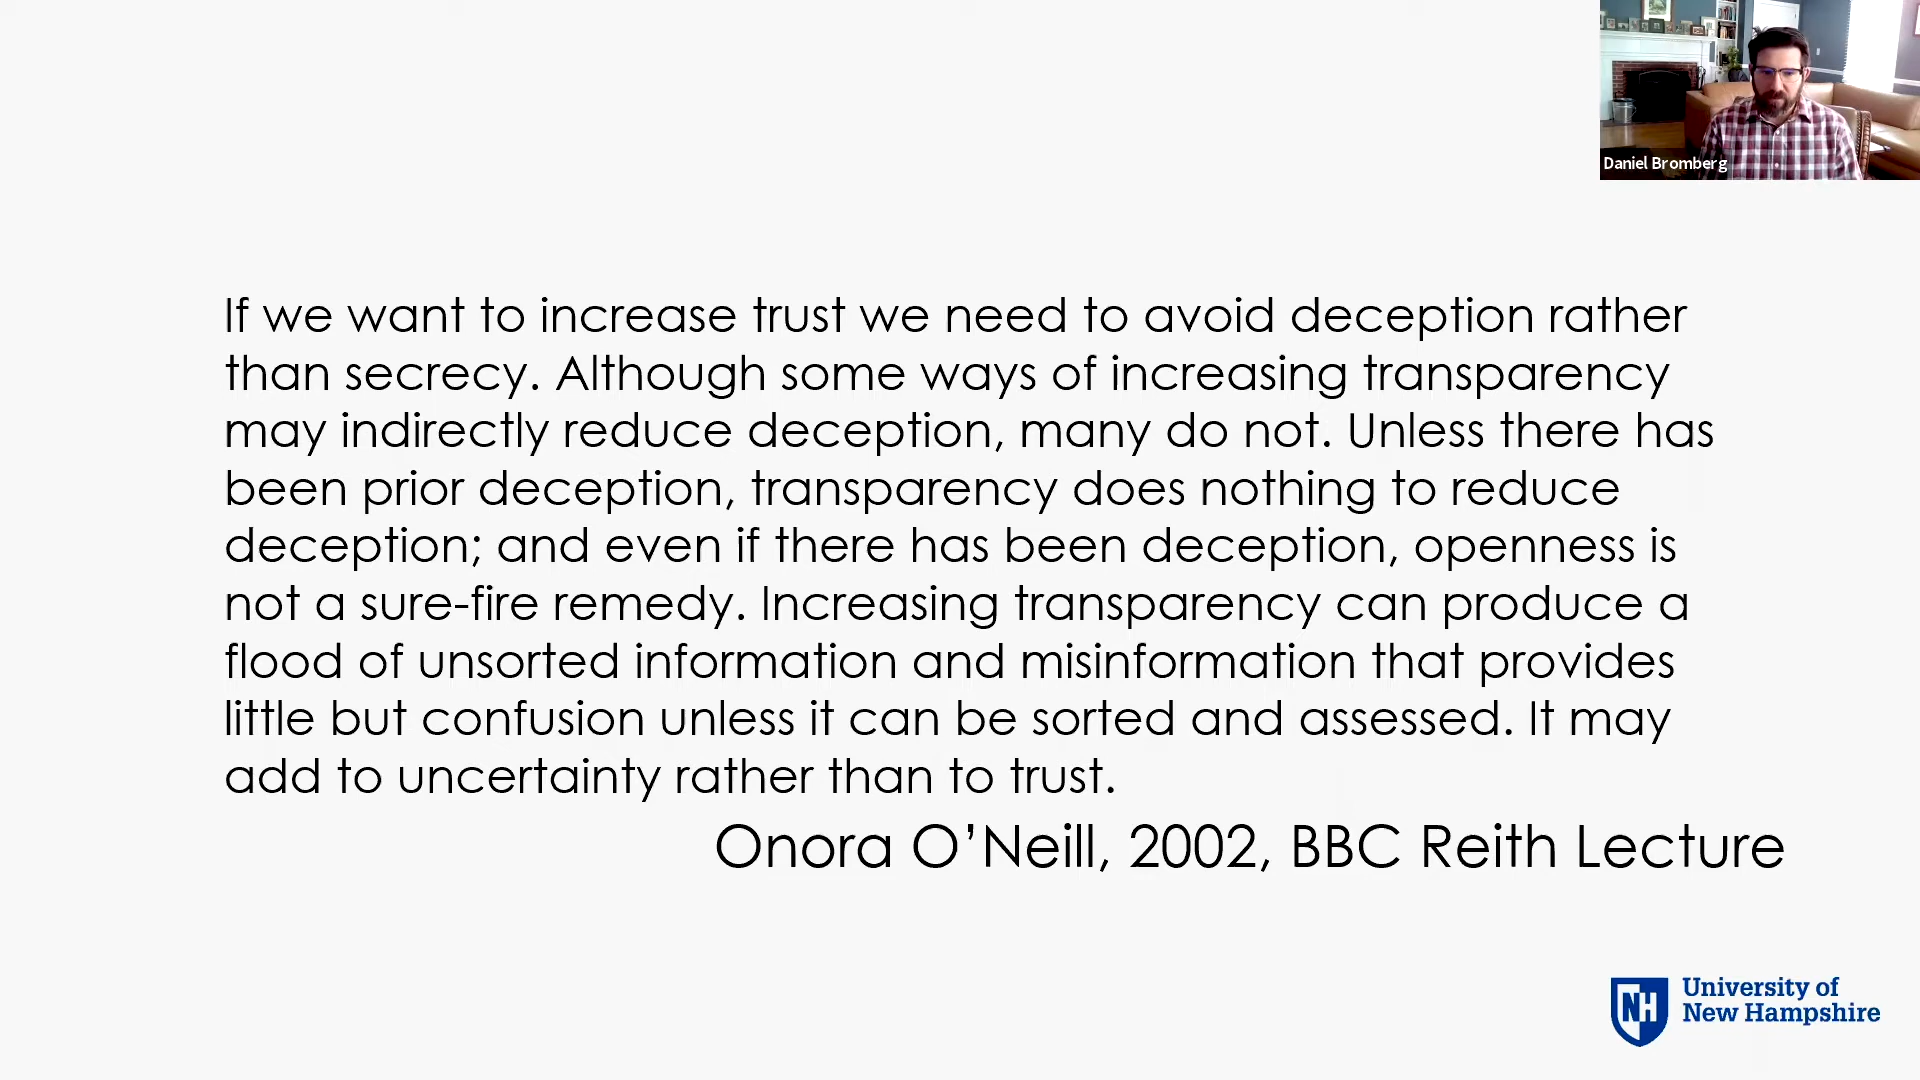 Daniel Bromberg
If we want to increase trust we need to avoid deception rather
than secrecy. Although some ways of increasing transparency
may indirectly reduce deception, many do not. Unless there has
been prior deception, transparency does nothing to reduce
deception; and even if there has been deception, openness is
not a sure-fire remedy. Increasing transparency can produce a
flood of unsorted information and misinformation that provides
little but confusion unless it can be sorted and assessed. It may
add to uncertainty rather than to trust.
Onora O’Neill, 2002, BBC Reith Lecture
NH
University of
New Hampshire